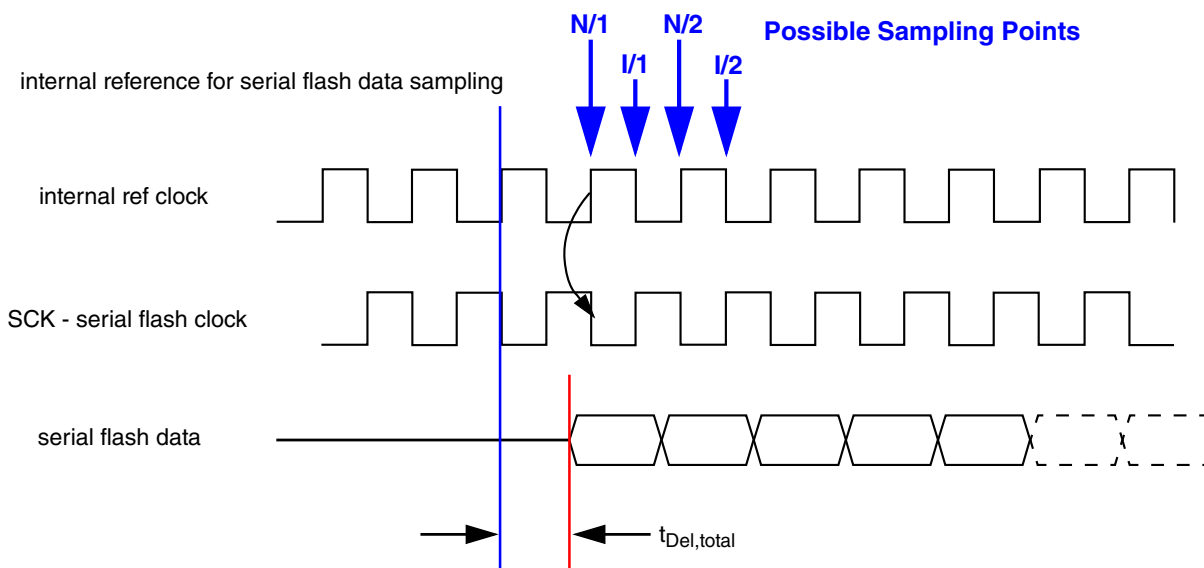 N/1
N/2
Possible Sampling Points
I/1
I/2
internal reference for serial flash data sampling
internal ref clock
SCK - serial flash clock
serial flash data
tDel,total